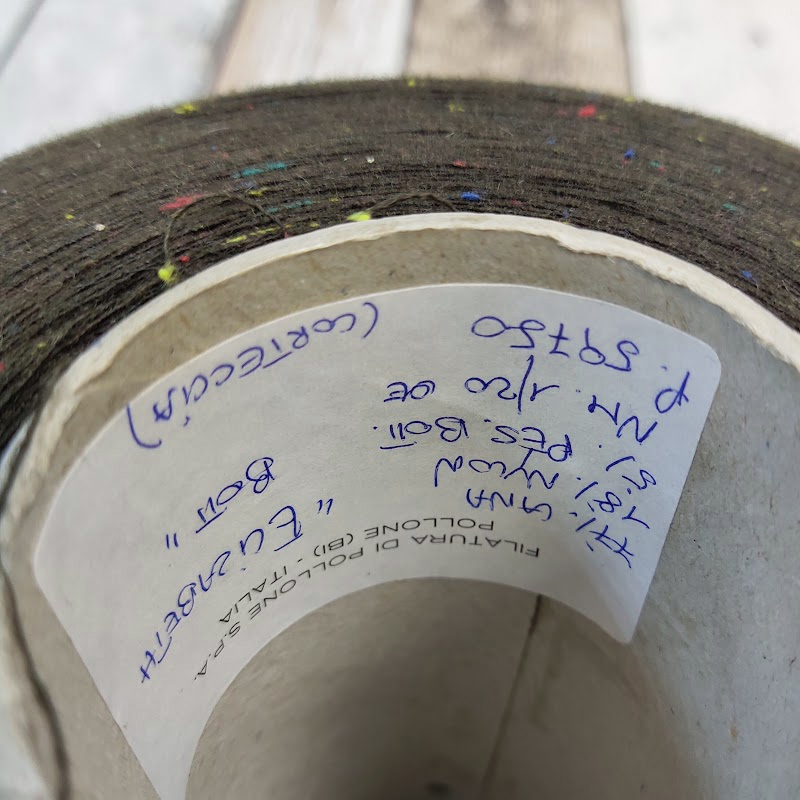 FILATURA DI POLLONE S.P.A.
POLLONE (BI) - ITALIA
77% LANA "ELIZABETH
18% NYLON BOTT"
5% PES. BOTT.
NM. 1/20 OE
P. 59750 (CORTECCIA)